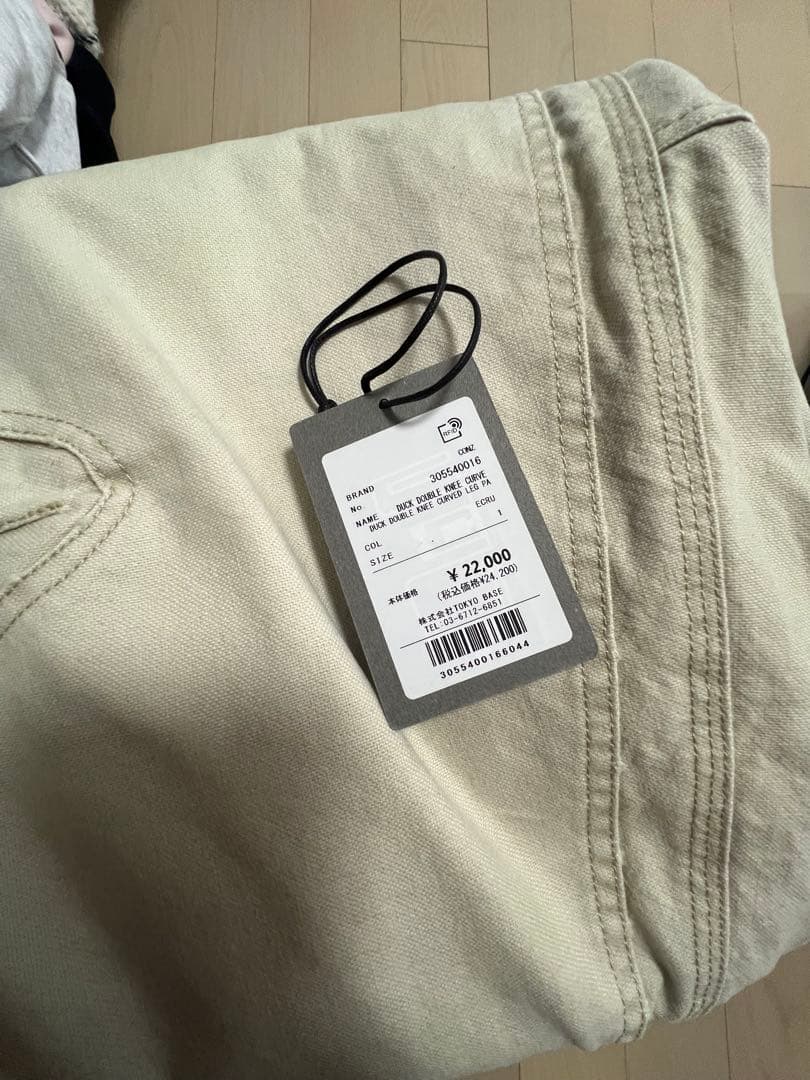 RFID
BRAND CONZ
No 305540016
NAME DUCK DOUBLE KNEE CURVE
DUCK DOUBLE KNEE CURVED LEG PA
COL ECRU
SIZE 1
本体価格 ¥ 22,000
(税込価格¥24,200)
株式会社TOKYO BASE
TEL:03-6712-6851
3055400166044